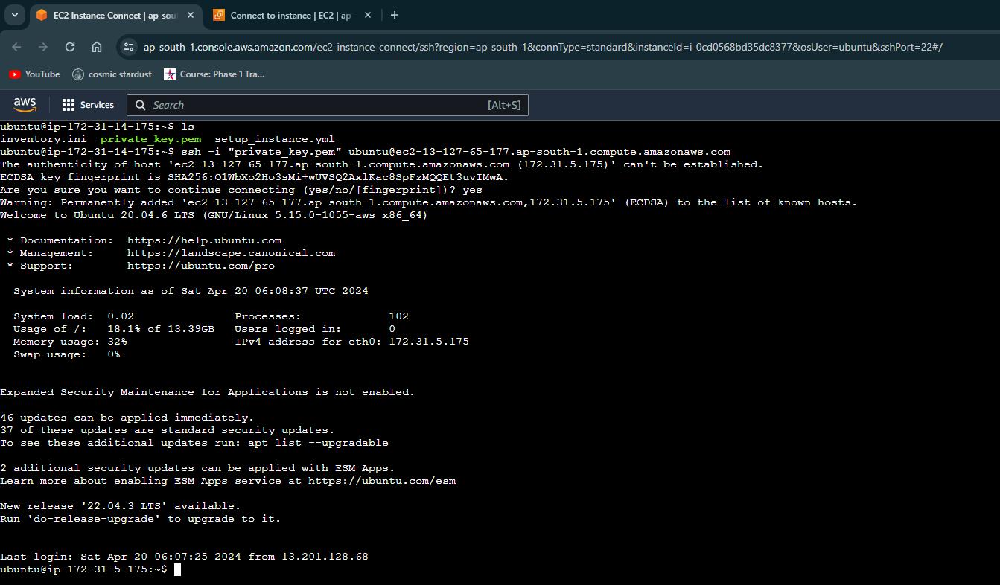 EC2 Instance Connect | ap-sou
Connect to instance | EC2 | ap-
ap-south-1.console.aws.amazon.com/ec2-instance-connect/ssh?region=ap-south-1&connType=standard&instanceId=i-0cd0568bd35dc8377&osUser=ubuntu&sshPort=22#/
YouTube cosmic stardust Course: Phase 1 Tra...
aws Services Search [Alt+S]
ubuntu@ip-172-31-14-175:~$ ls
inventory.ini private_key.pem setup_instance.yml
ubuntu@ip-172-31-14-175:~$ ssh -i "private_key.pem" ubuntu@ec2-13-127-65-177.ap-south-1.compute.amazonaws.com
The authenticity of host 'ec2-13-127-65-177.ap-south-1.compute.amazonaws.com (172.31.5.175)' can't be established.
ECDSA key fingerprint is SHA256:O1WbXo2Ho3sMi+wUVSQ2AxlKac8SpFzMQQEt3uvIMwA.
Are you sure you want to continue connecting (yes/no/[fingerprint])? yes
Warning: Permanently added 'ec2-13-127-65-177.ap-south-1.compute.amazonaws.com,172.31.5.175' (ECDSA) to the list of known hosts.
Welcome to Ubuntu 20.04.6 LTS (GNU/Linux 5.15.0-1055-aws x86_64)
* Documentation: https://help.ubuntu.com
* Management: https://landscape.canonical.com
* Support: https://ubuntu.com/pro
System information as of Sat Apr 20 06:08:37 UTC 2024
System load: 0.02 Processes: 102
Usage of /: 18.1% of 13.39GB Users logged in: 0
Memory usage: 32% IPv4 address for eth0: 172.31.5.175
Swap usage: 0%
Expanded Security Maintenance for Applications is not enabled.
46 updates can be applied immediately.
37 of these updates are standard security updates.
To see these additional updates run: apt list --upgradable
2 additional security updates can be applied with ESM Apps.
Learn more about enabling ESM Apps service at https://ubuntu.com/esm
New release '22.04.3 LTS' available.
Run 'do-release-upgrade' to upgrade to it.
Last login: Sat Apr 20 06:07:25 2024 from 13.201.128.68
ubuntu@ip-172-31-5-175:~$